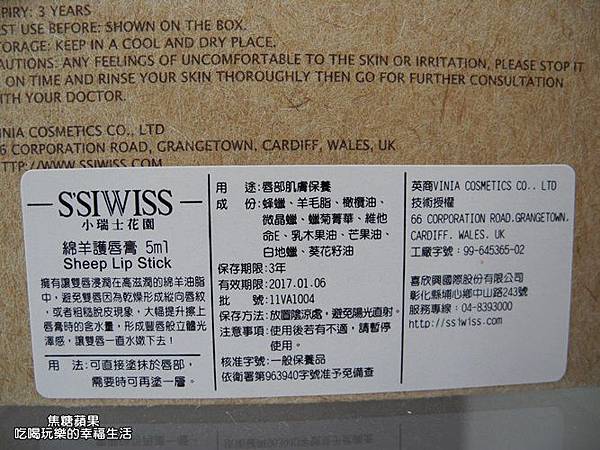 PIRY: 3 YEARS
ST USE BEFORE: SHOWN ON THE BOX.
TORAGE: KEEP IN A COOL AND DRY PLACE.
AUTIONS: ANY FEELINGS OF UNCOMFORTABLE TO THE SKIN OR IRRITATION, PLEASE STOP IT
ON TIME AND RINSE YOUR SKIN THOROUGHLY THEN GO FOR FURTHER CONSULTATION
ITH YOUR DOCTOR.
VINIA COSMETICS CO., LTD
6 CORPORATION ROAD, GRANGETOWN, CARDIFF, WALES, UK
HTTP://WWW.SSIWISS.COM
S'SIWISS
小瑞士花園
綿羊護唇膏 5ml
Sheep Lip Stick
擁有讓雙唇浸潤在高滋潤的綿羊油脂
中，避免雙唇因為乾燥形成縱向唇紋
，或者粗糙脫皮現象，大幅提升擦上
唇膏時的含水量，形成豐唇般立體光
澤感，讓雙唇一直水嫩下去！
用　法：可直接塗抹於唇部，
需要時可再塗一層。
用　途：唇部肌膚保養
成　份：蜂蠟、羊毛脂、橄欖油、
微晶蠟、蠟菊菁華、維他
命E、乳木果油、芒果油、
白地蠟、葵花籽油
保存期限：3年
有效期限：2017.01.06
批　號：11VA1004
保存方法：放置陰涼處，避免陽光直射。
注意事項：使用後若有不適，請暫停
使用。
核准字號：一般保養品
依衛署第963940字號准予免備查
英商VINIA COSMETICS CO., LTD
技術授權
66 CORPORATION ROAD,GRANGETOWN,
CARDIFF, WALES, UK
工廠字號：99-645365-02
喜欣興國際股份有限公司
彰化縣埔心鄉中山路243號
服務專線：04-8293000
http://ssiwiss.com
焦糖蘋果
吃喝玩樂的幸福生活